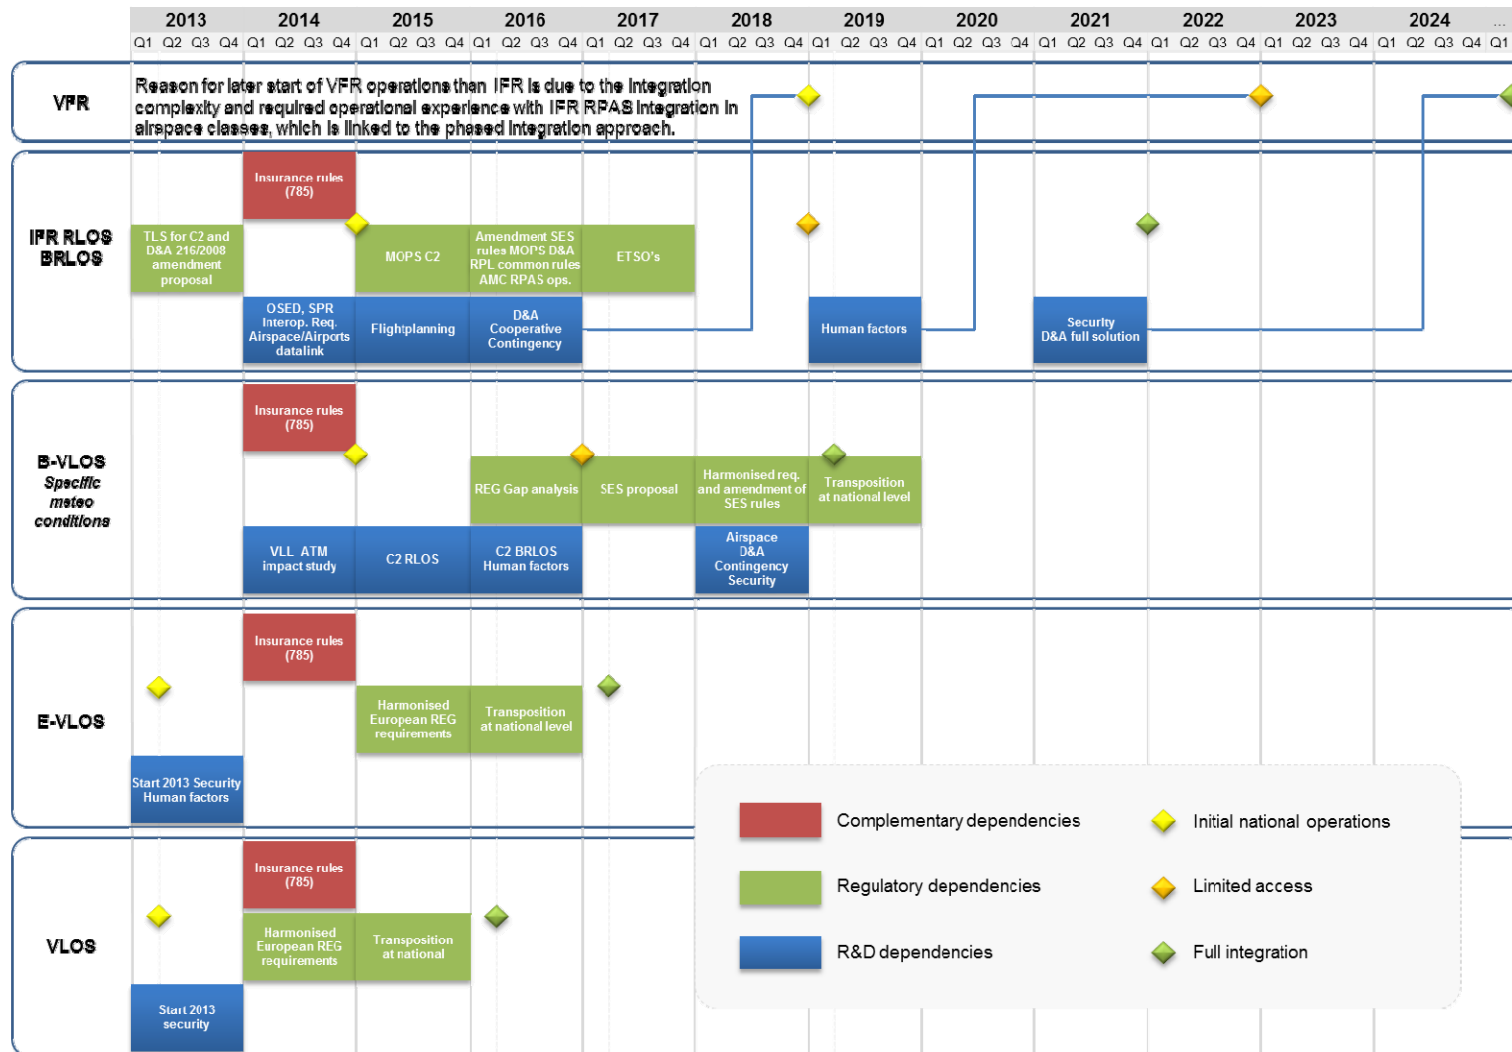 2013 2014 2015 2016 2017 2018 2019 2020 2021 2022 2023 2024 ...
Q1 Q2 Q3 Q4 Q1 Q2 Q3 Q4 Q1 Q2 Q3 Q4 Q1 Q2 Q3 Q4 Q1 Q2 Q3 Q4 Q1 Q2 Q3 Q4 Q1 Q2 Q3 Q4 Q1 Q2 Q3 Q4 Q1 Q2 Q3 Q4 Q1 Q2 Q3 Q4 Q1 Q2 Q3 Q4 Q1 Q2 Q3 Q4 Q1
VFR
Reason for later start of VFR operations than IFR is due to the integration
complexity and required operational experience with IFR RPAS integration in
airspace classes, which is linked to the phased integration approach.
IFR RLOS
BRLOS
Insurance rules
(785)
TLS for C2 and
D&A 216/2008
amendment
proposal
MOPS C2
Amendment SES
rules MOPS D&A
RPL common rules
AMC RPAS ops.
ETSO's
OSED, SPR
Interop. Req.
Airspace/Airports
datalink
Flightplanning
D&A
Cooperative
Contingency
Human factors
Security
D&A full solution
B-VLOS
Specific
meteo
conditions
Insurance rules
(785)
REG Gap analysis
SES proposal
Harmonised req.
and amendment of
SES rules
Transposition
at national level
VLL ATM
impact study
C2 RLOS
C2 BRLOS
Human factors
Airspace
D&A
Contingency
Security
E-VLOS
Insurance rules
(785)
Harmonised
European REG
requirements
Transposition
at national level
Start 2013 Security
Human factors
VLOS
Insurance rules
(785)
Harmonised
European REG
requirements
Transposition
at national
Start 2013
security
Complementary dependencies
Initial national operations
Regulatory dependencies
Limited access
R&D dependencies
Full integration